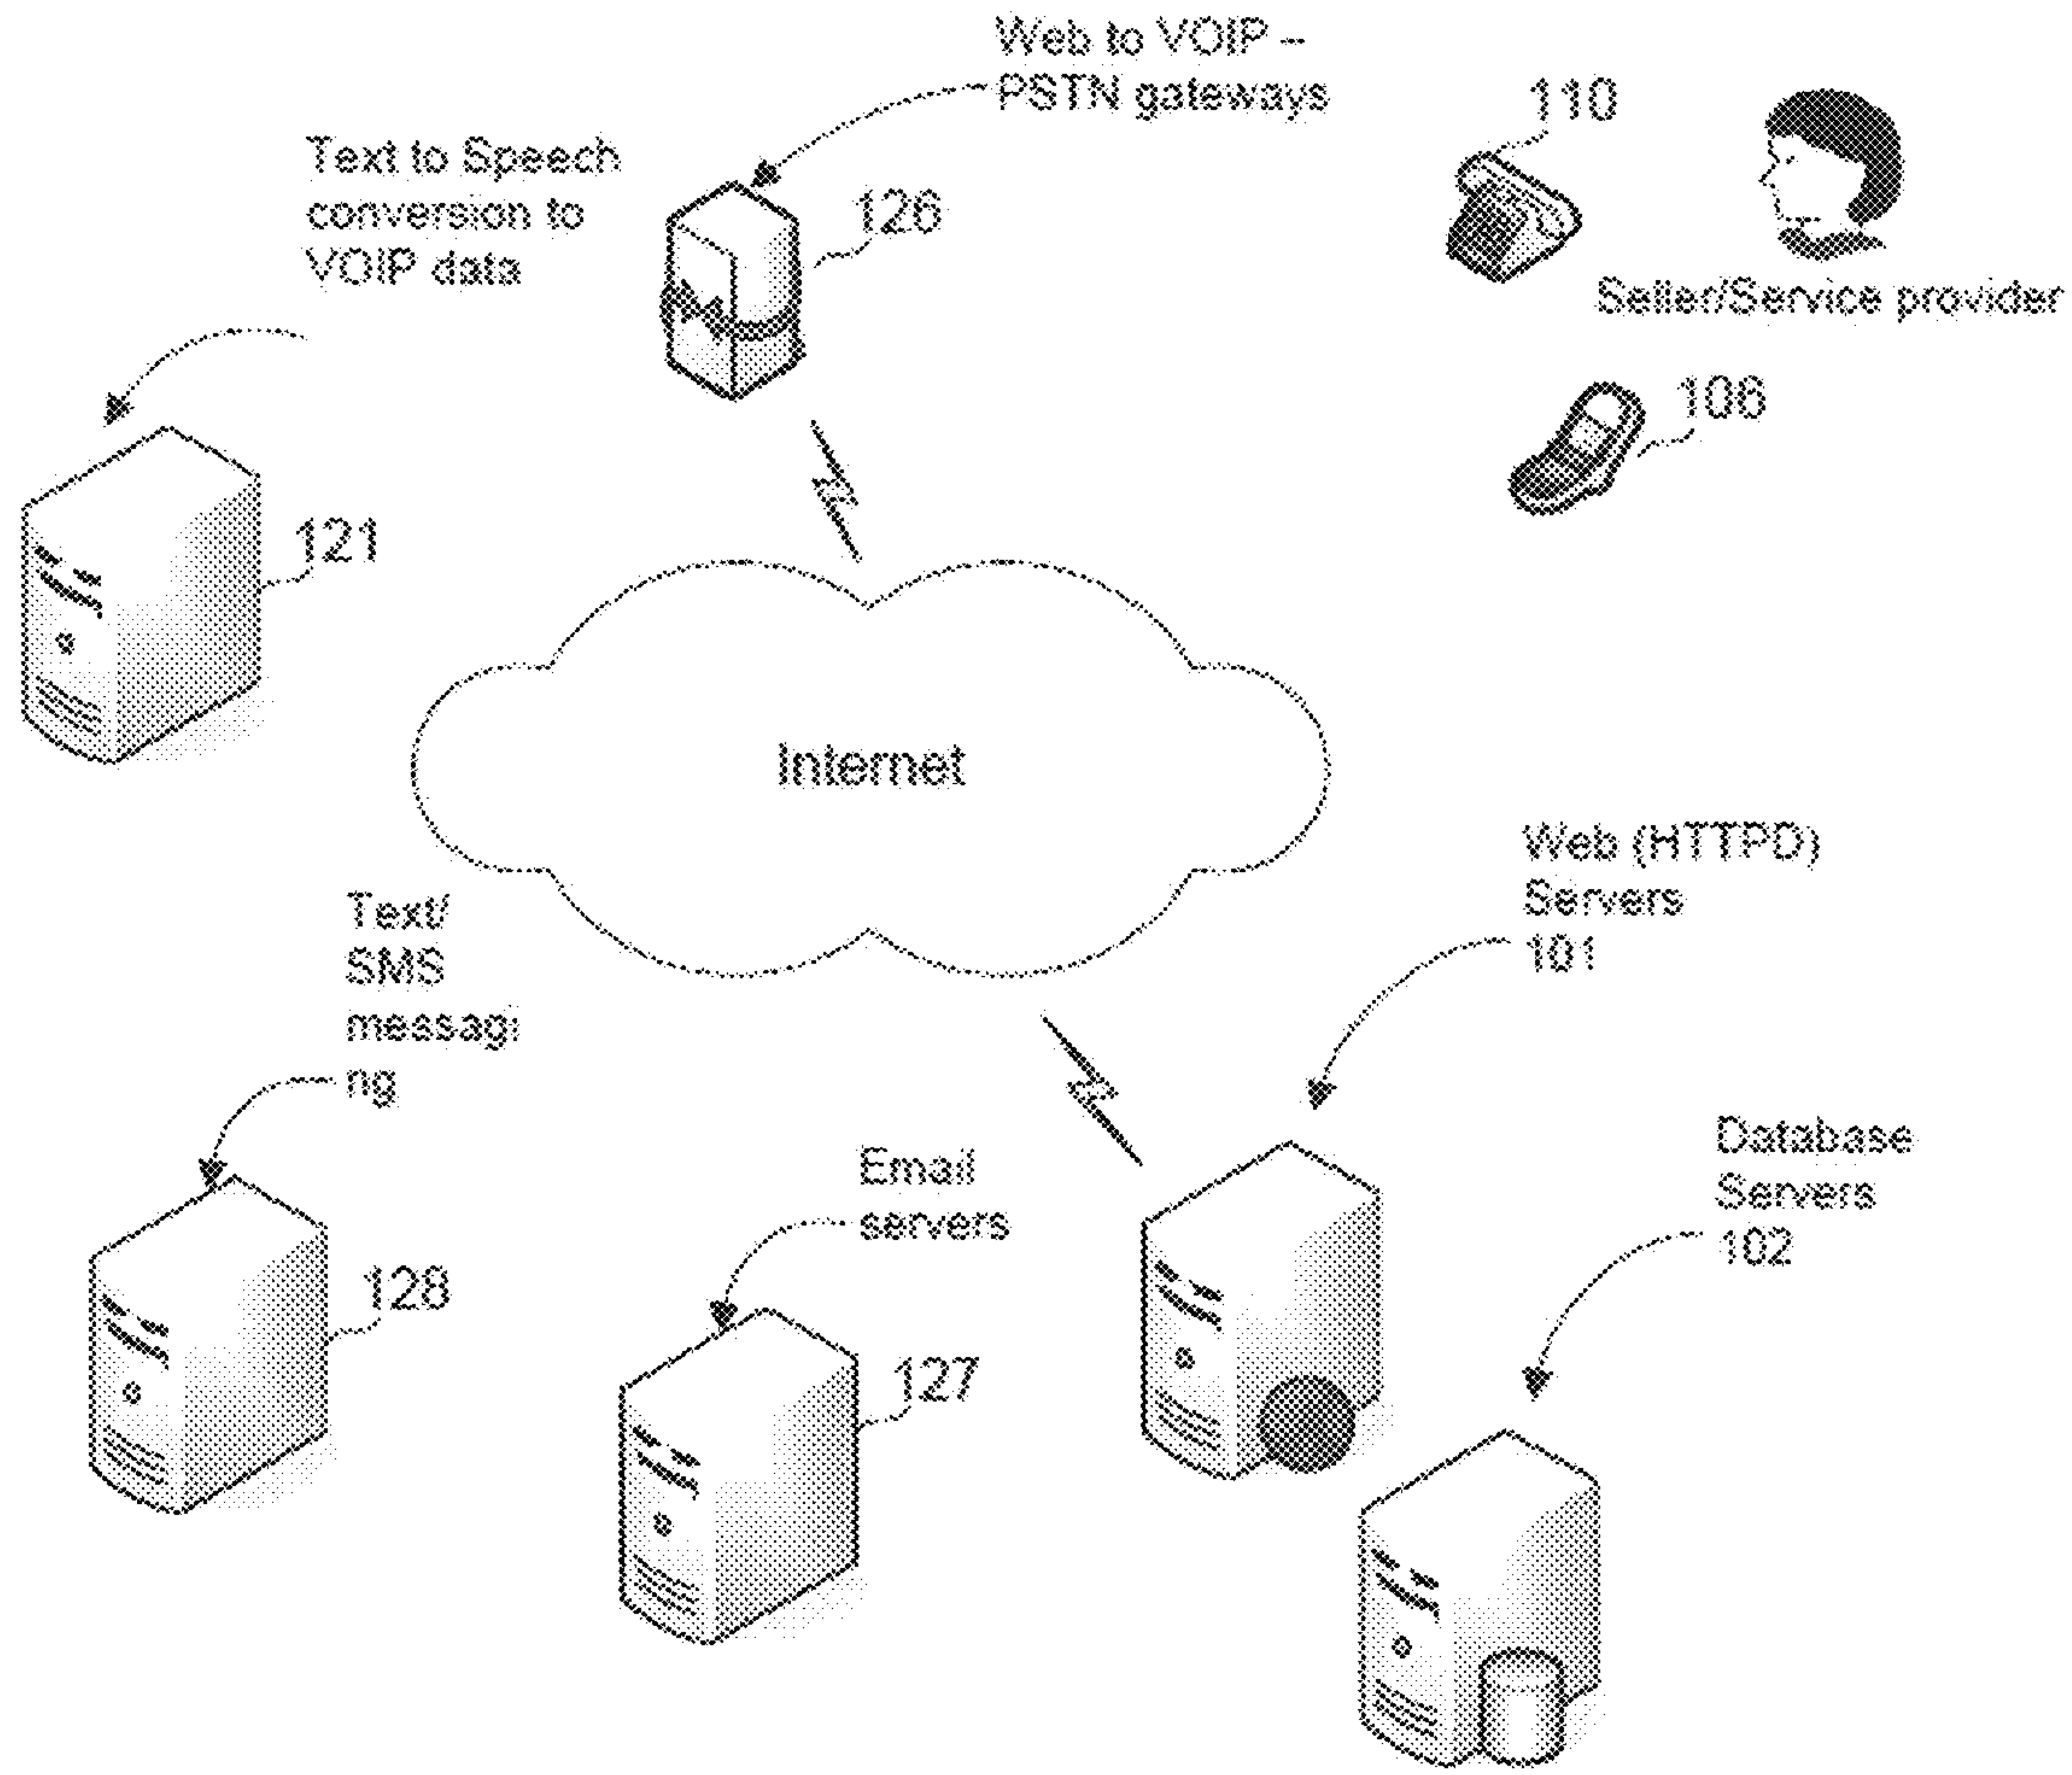 Web to VOIP –
PSTN gateways
110
Text to Speech
conversion to
VOIP data
126
Seller/Service provider
106
121
Internet
Web (HTTPD)
Servers
101
Text/
SMS
messagi
ng
Database
Servers
102
Email
servers
128
127